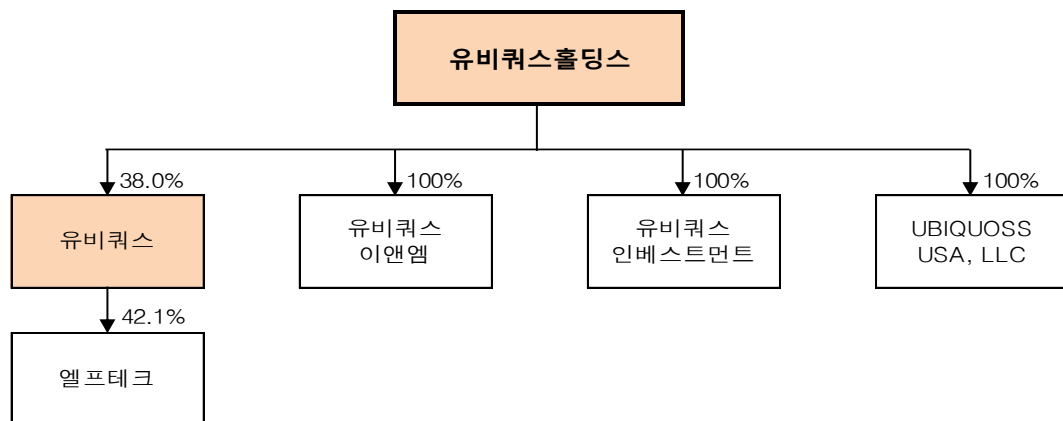 유비쿼스홀딩스
38.0%
100%
100%
100%
유비쿼스
유비쿼스
이앤엠
유비쿼스
인베스트먼트
UBIQUOSS
USA, LLC
42.1%
엘프테크